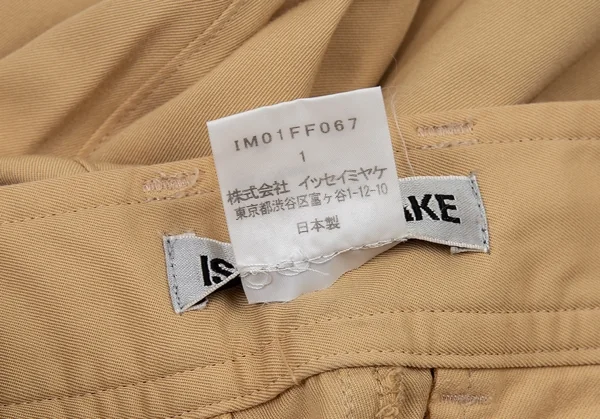 IM01FF067
1
株式会社 イッセイミヤケ
東京都渋谷区富ヶ谷1-12-10
日本製
IS AKE